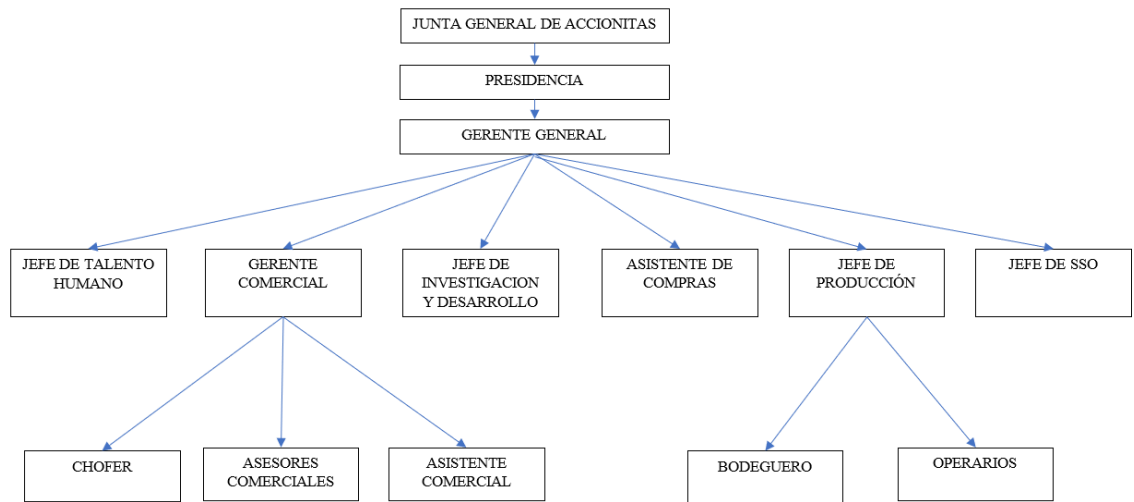 JUNTA GENERAL DE ACCIONITAS
PRESIDENCIA
GERENTE GENERAL
JEFE DE TALENTO
HUMANO
GERENTE
COMERCIAL
JEFE DE
INVESTIGACION
Y DESARROLLO
ASISTENTE DE
COMPRAS
JEFE DE
PRODUCCIÓN
JEFE DE SSO
CHOFER
ASESORES
COMERCIALES
ASISTENTE
COMERCIAL
BODEGUERO
OPERARIOS